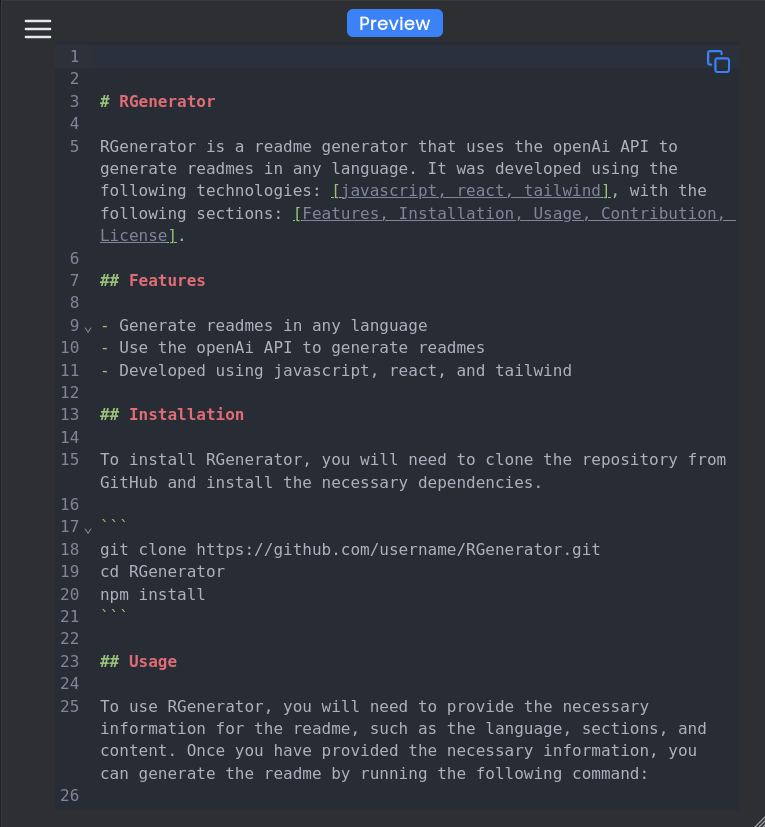 Preview
1
2
3 # RGenerator
4
5 RGenerator is a readme generator that uses the openAi API to
generate readmes in any language. It was developed using the
following technologies: [javascript, react, tailwind], with the
following sections: [Features, Installation, Usage, Contribution,
License].
6
7 ## Features
8
9 - Generate readmes in any language
10 - Use the openAi API to generate readmes
11 - Developed using javascript, react, and tailwind
12
13 ## Installation
14
15 To install RGenerator, you will need to clone the repository from
GitHub and install the necessary dependencies.
16
17 ```
18 git clone https://github.com/username/RGenerator.git
19 cd RGenerator
20 npm install
21 ```
22
23 ## Usage
24
25 To use RGenerator, you will need to provide the necessary
information for the readme, such as the language, sections, and
content. Once you have provided the necessary information, you
can generate the readme by running the following command:
26